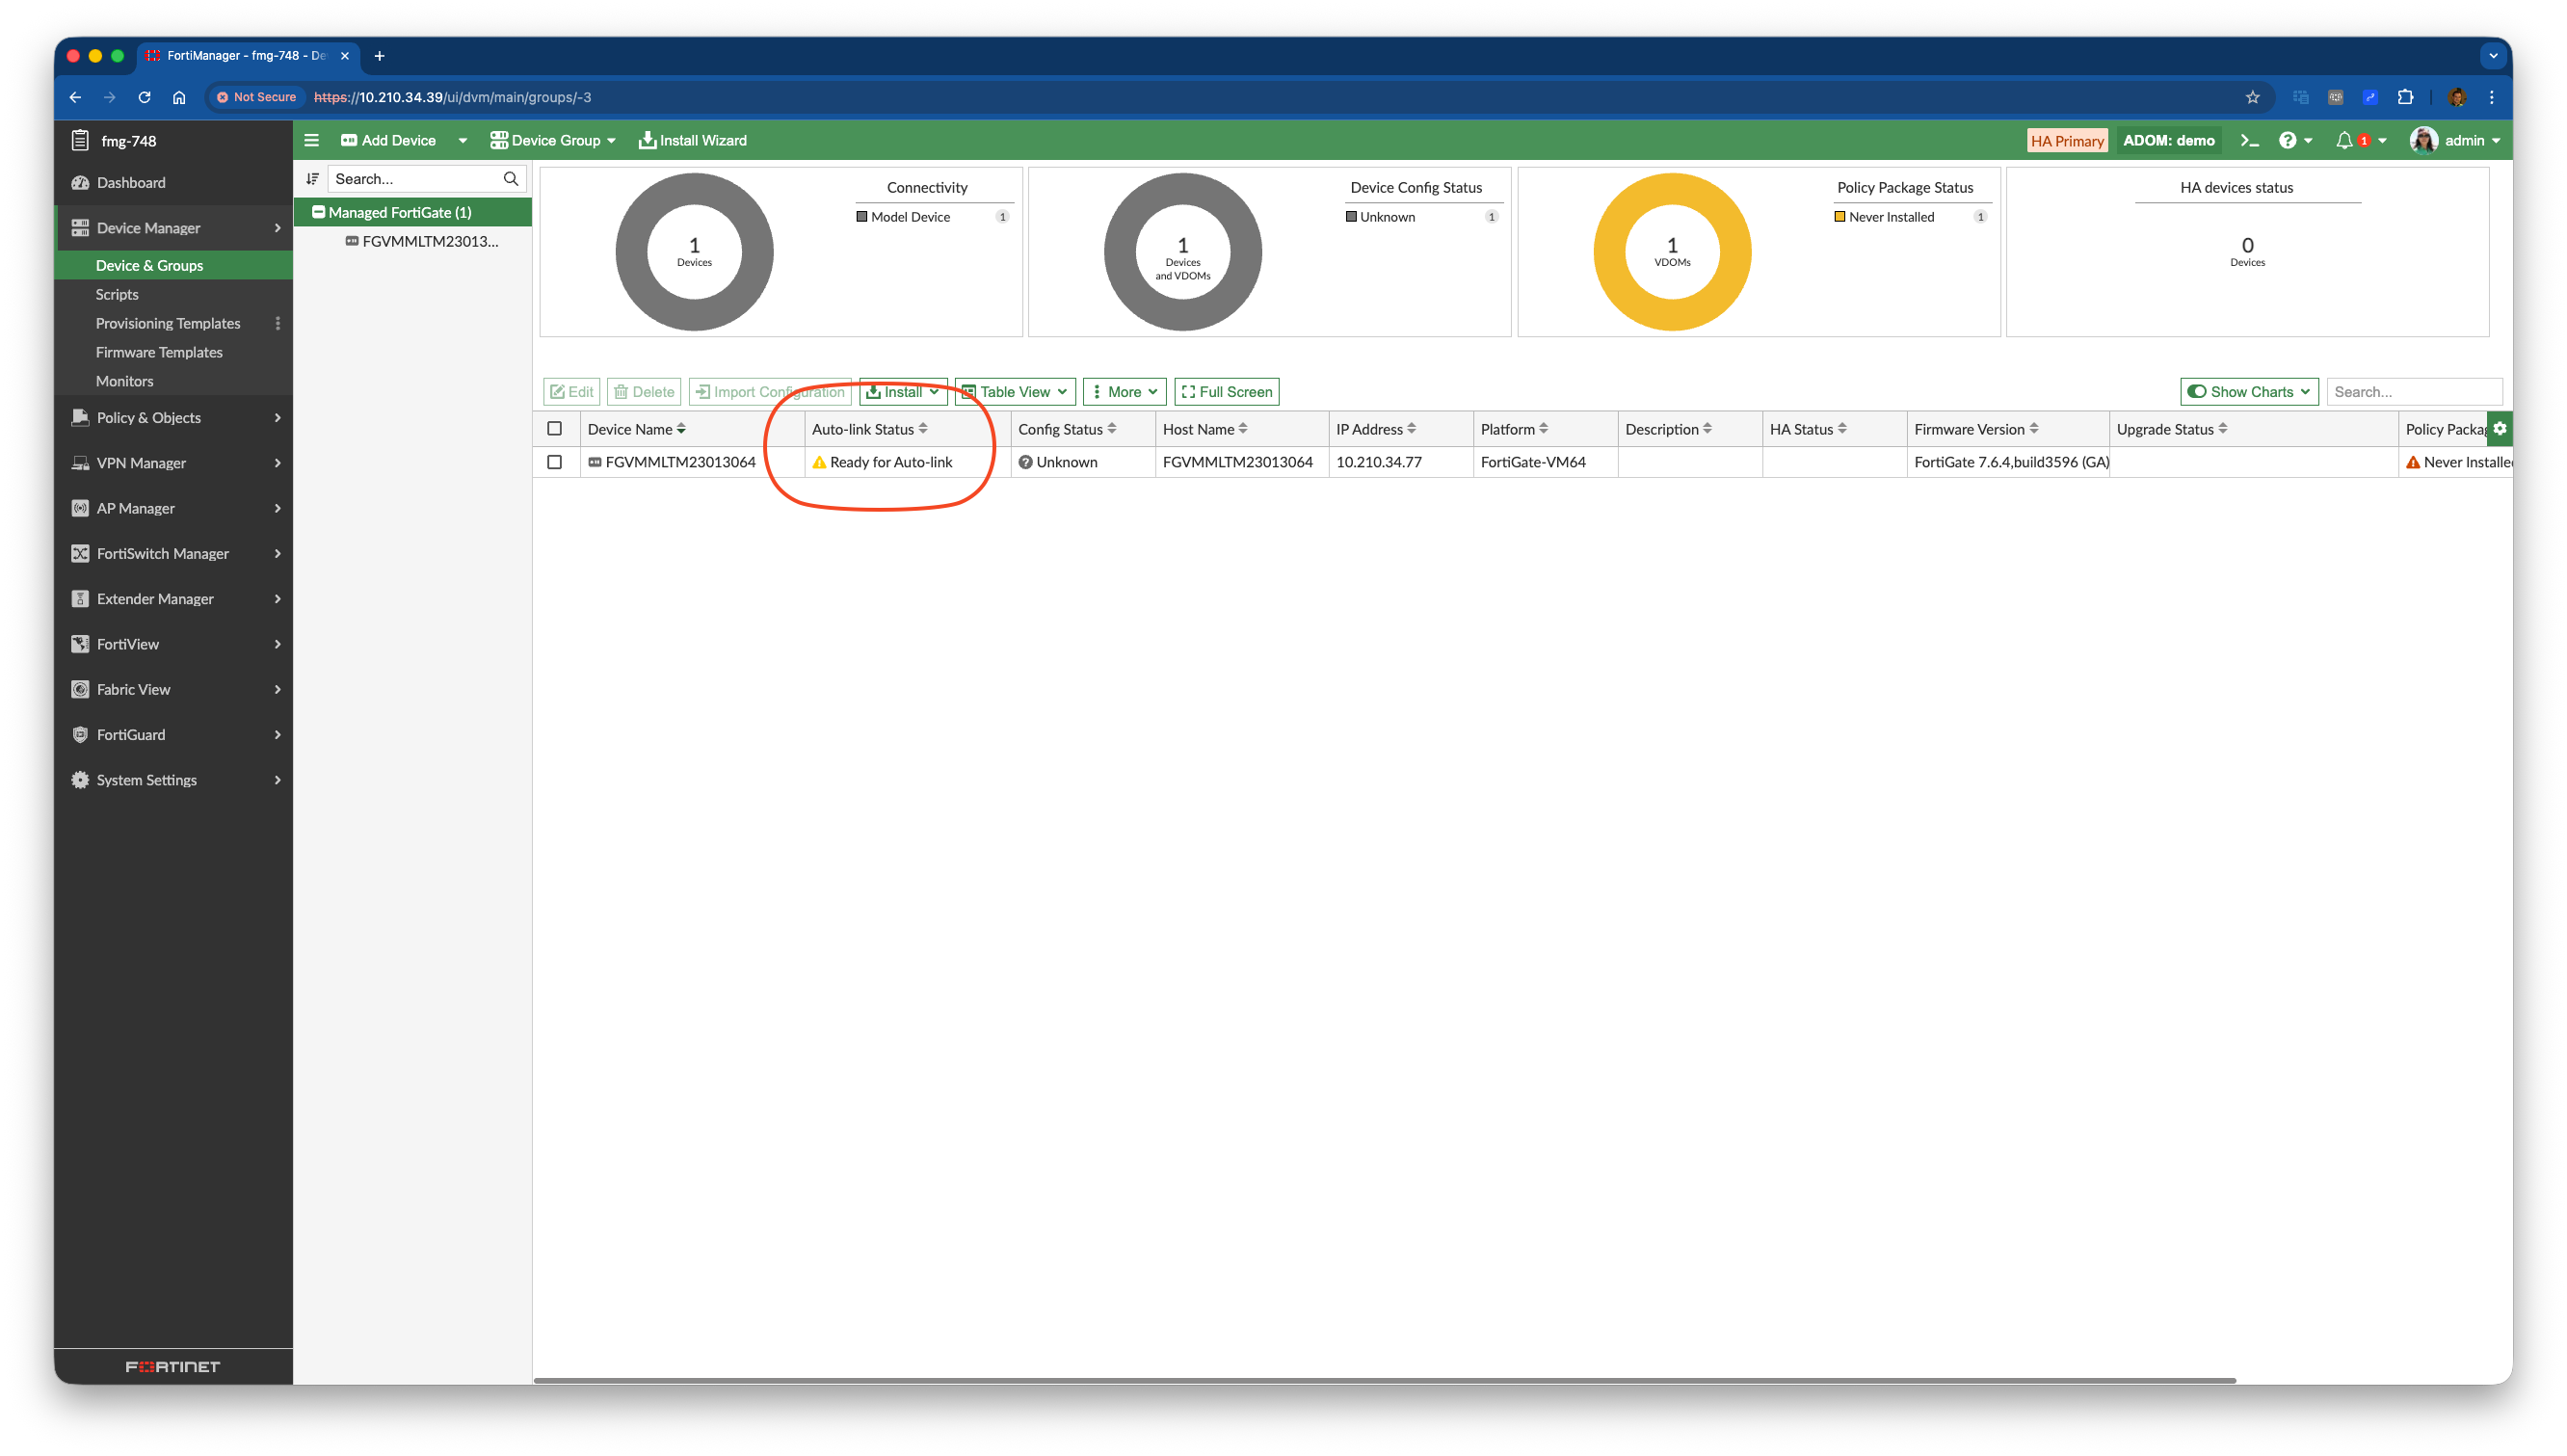 FortiManager - fmg-748 - De
Not Secure https://10.210.34.39/ui/dvm/main/groups/-3
fmg-748
Add Device Device Group Install Wizard
HA Primary ADOM: demo 1 admin
Dashboard
Device Manager
Device & Groups
Scripts
Provisioning Templates
Firmware Templates
Monitors
Policy & Objects
VPN Manager
AP Manager
FortiSwitch Manager
Extender Manager
FortiView
Fabric View
FortiGuard
System Settings
FORTINET
Search...
Managed FortiGate (1)
FGVMMLTM23013...
Connectivity
Model Device 1
1
Devices
Device Config Status
Unknown 1
1
Devices
and VDOMs
Policy Package Status
Never Installed 1
1
VDOMs
HA devices status
0
Devices
Edit Delete Import Configuration Install Table View More Full Screen Show Charts Search...
Device Name Auto-link Status Config Status Host Name IP Address Platform Description HA Status Firmware Version Upgrade Status Policy Packag
FGVMMLTM23013064 Ready for Auto-link Unknown FGVMMLTM23013064 10.210.34.77 FortiGate-VM64 FortiGate 7.6.4,build3596 (GA) Never Installed